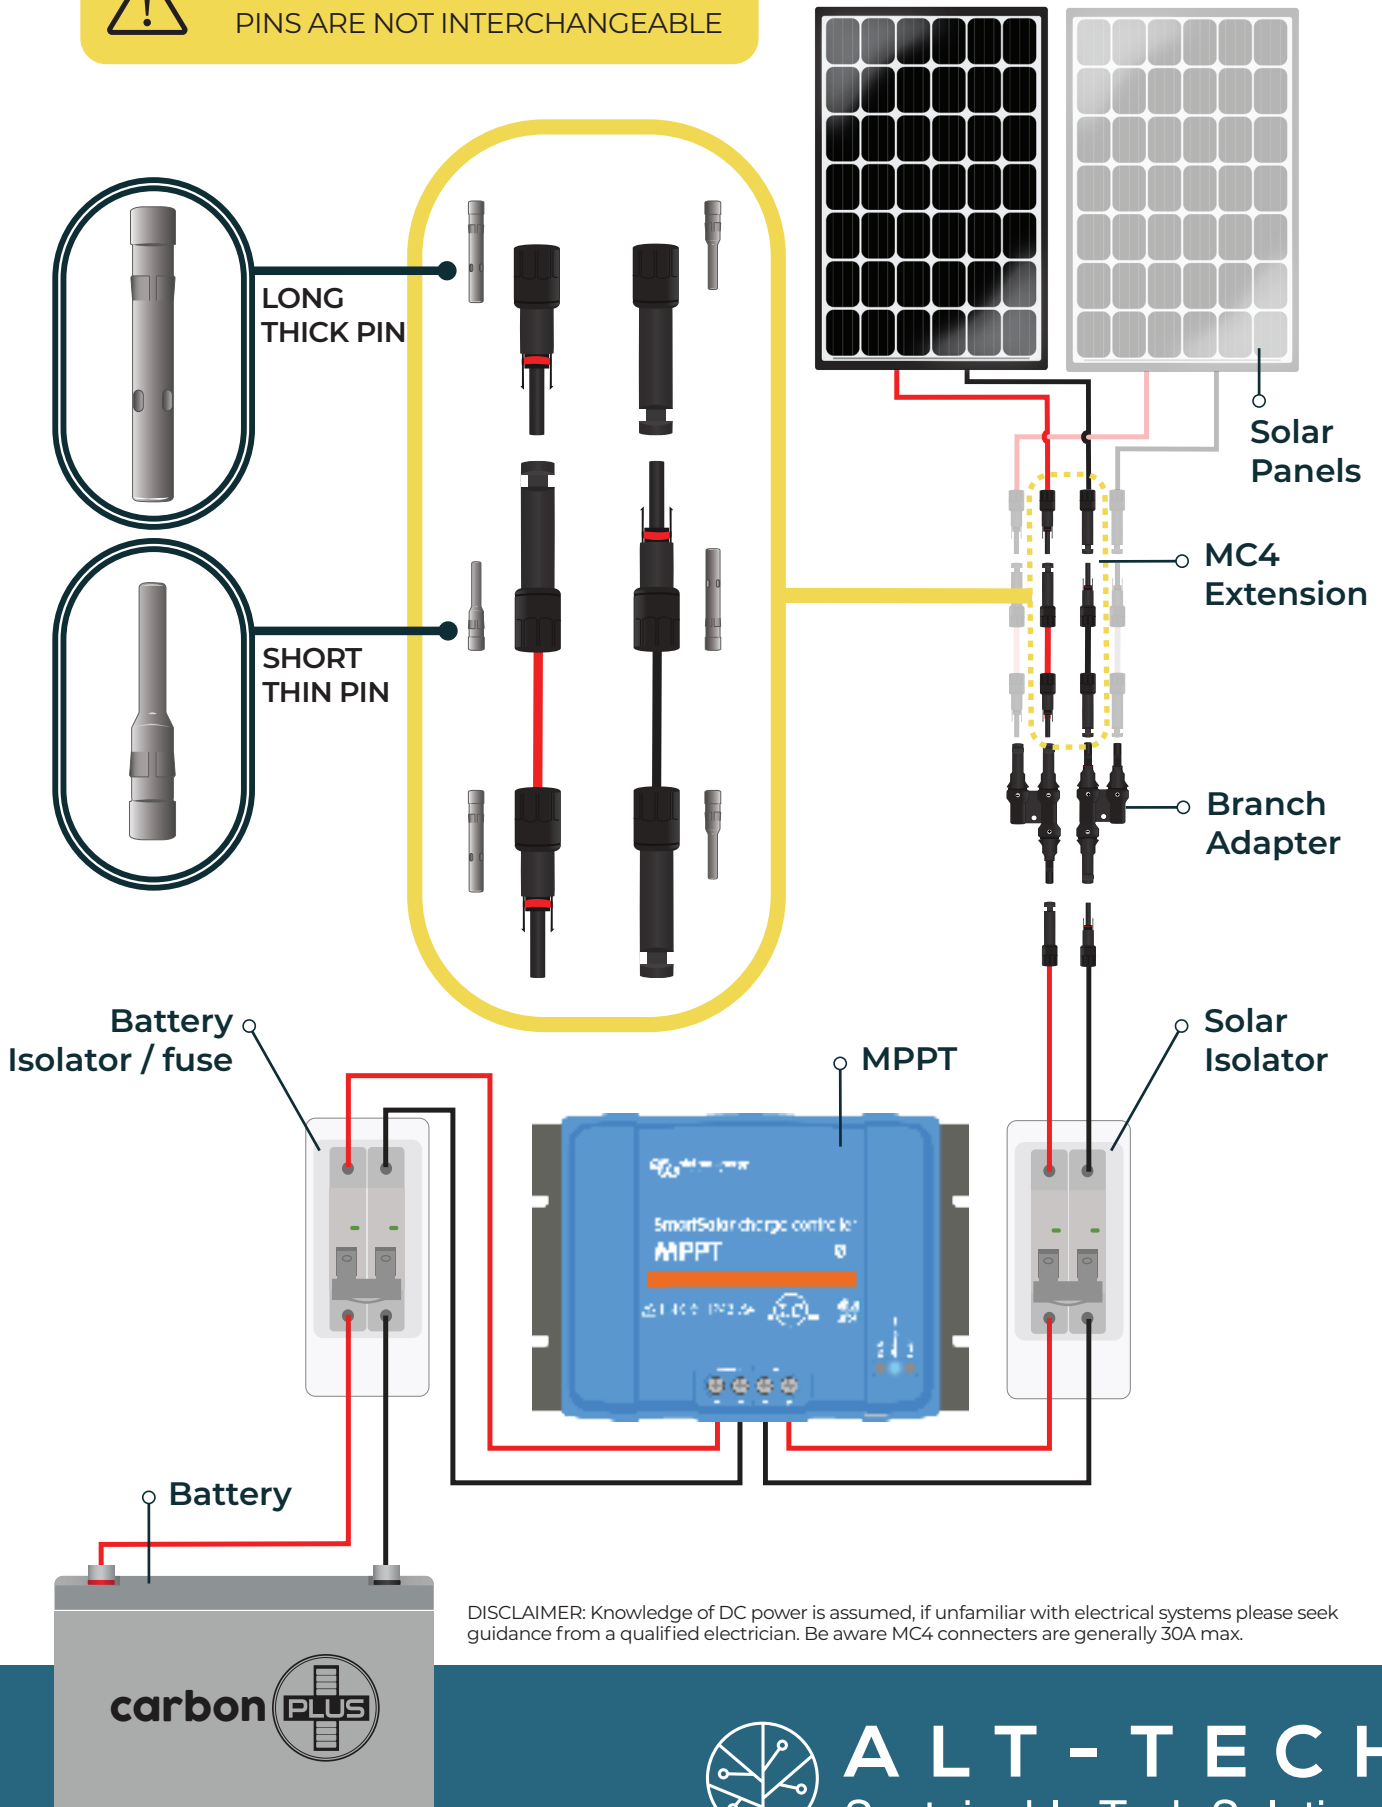 PINS ARE NOT INTERCHANGEABLE
LONG
THICK PIN
SHORT
THIN PIN
Solar
Panels
MC4
Extension
Branch
Adapter
Battery
Isolator / fuse
MPPT
Solar
Isolator
SmartSolar charge controller
MPPT
Battery
DISCLAIMER: Knowledge of DC power is assumed, if unfamiliar with electrical systems please seek
guidance from a qualified electrician. Be aware MC4 connecters are generally 30A max.
carbon PLUS
ALT-TECH